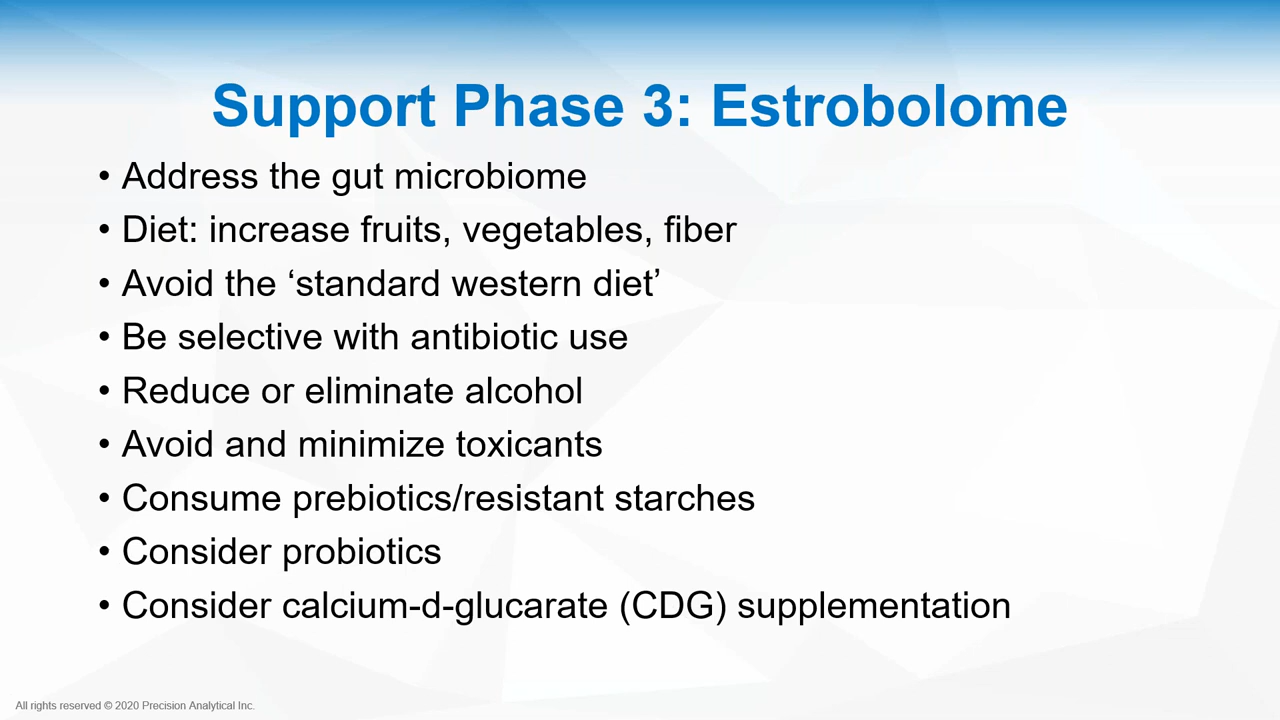 Support Phase 3: Estrobolome
• Address the gut microbiome
• Diet: increase fruits, vegetables, fiber
• Avoid the ‘standard western diet’
• Be selective with antibiotic use
• Reduce or eliminate alcohol
• Avoid and minimize toxicants
• Consume prebiotics/resistant starches
• Consider probiotics
• Consider calcium-d-glucarate (CDG) supplementation
All rights reserved © 2020 Precision Analytical Inc.